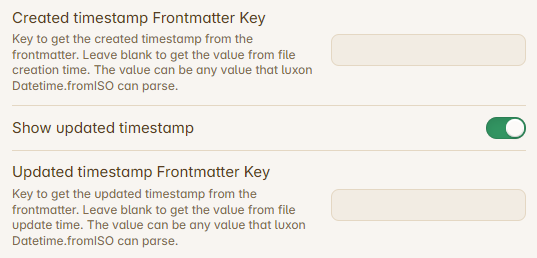 Created timestamp Frontmatter Key
Key to get the created timestamp from the
frontmatter. Leave blank to get the value from file
creation time. The value can be any value that luxon
Datetime.fromISO can parse.
Show updated timestamp
Updated timestamp Frontmatter Key
Key to get the updated timestamp from the
frontmatter. Leave blank to get the value from file
update time. The value can be any value that luxon
Datetime.fromISO can parse.